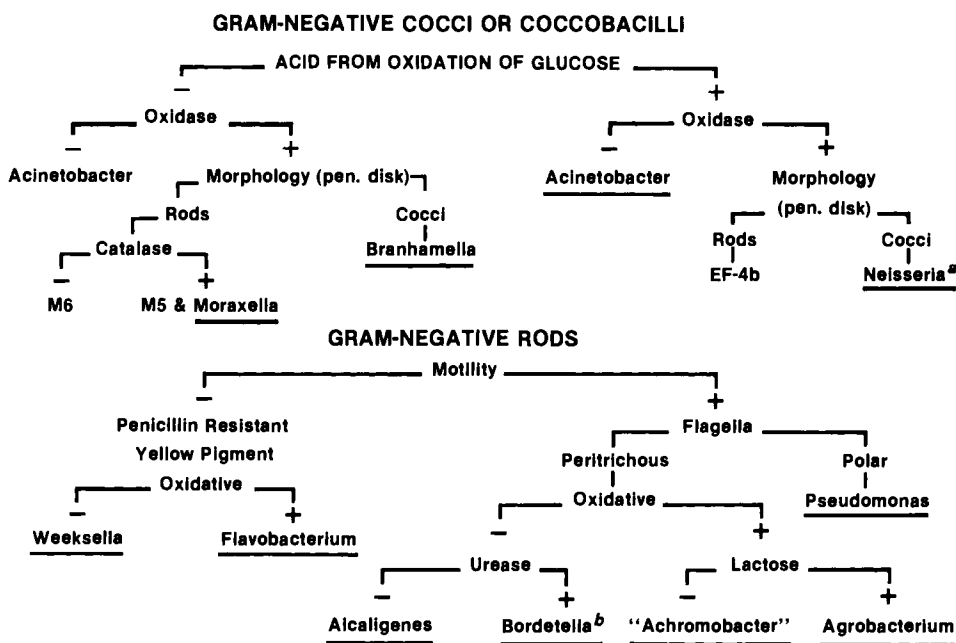 GRAM-NEGATIVE COCCI OR COCCOBACILLI
ACID FROM OXIDATION OF GLUCOSE
− +
Oxidase Oxidase
− + − +
Acinetobacter Morphology (pen. disk) Acinetobacter Morphology
(pen. disk)
Rods Cocci Rods Cocci
Catalase Branhamella EF-4b Neisseria a
− +
M6 M5 & Moraxella
GRAM-NEGATIVE RODS
Motility
− +
Penicillin Resistant Flagella
Yellow Pigment Peritrichous Polar
Oxidative Oxidative Pseudomonas
− + − +
Weeksella Flavobacterium
Urease Lactose
− + − +
Alcaligenes Bordetella b "Achromobacter" Agrobacterium